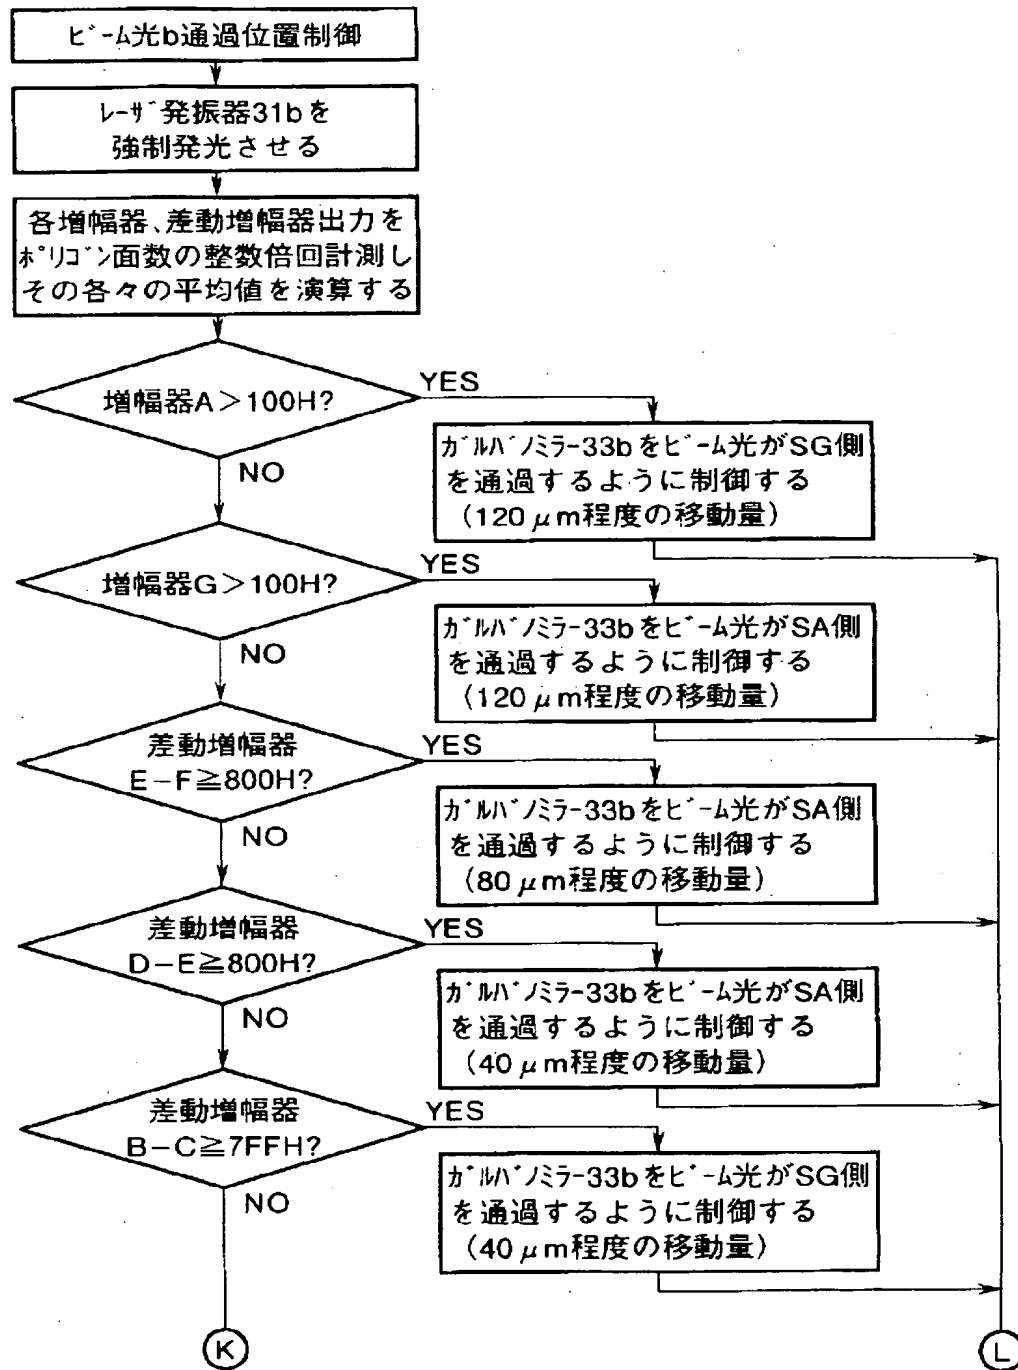 ビーム光b通過位置制御
レーザ発振器31bを
強制発光させる
各増幅器、差動増幅器出力を
ポリゴン面数の整数倍回計測し
その各々の平均値を演算する
増幅器A>100H?
YES
NO
ガルバノミラー33bをビーム光がSG側
を通過するように制御する
(120μm程度の移動量)
増幅器G>100H?
YES
NO
ガルバノミラー33bをビーム光がSA側
を通過するように制御する
(120μm程度の移動量)
差動増幅器
E-F≧800H?
YES
NO
ガルバノミラー33bをビーム光がSA側
を通過するように制御する
(80μm程度の移動量)
差動増幅器
D-E≧800H?
YES
NO
ガルバノミラー33bをビーム光がSA側
を通過するように制御する
(40μm程度の移動量)
差動増幅器
B-C≧7FFH?
YES
NO
ガルバノミラー33bをビーム光がSG側
を通過するように制御する
(40μm程度の移動量)
K
L